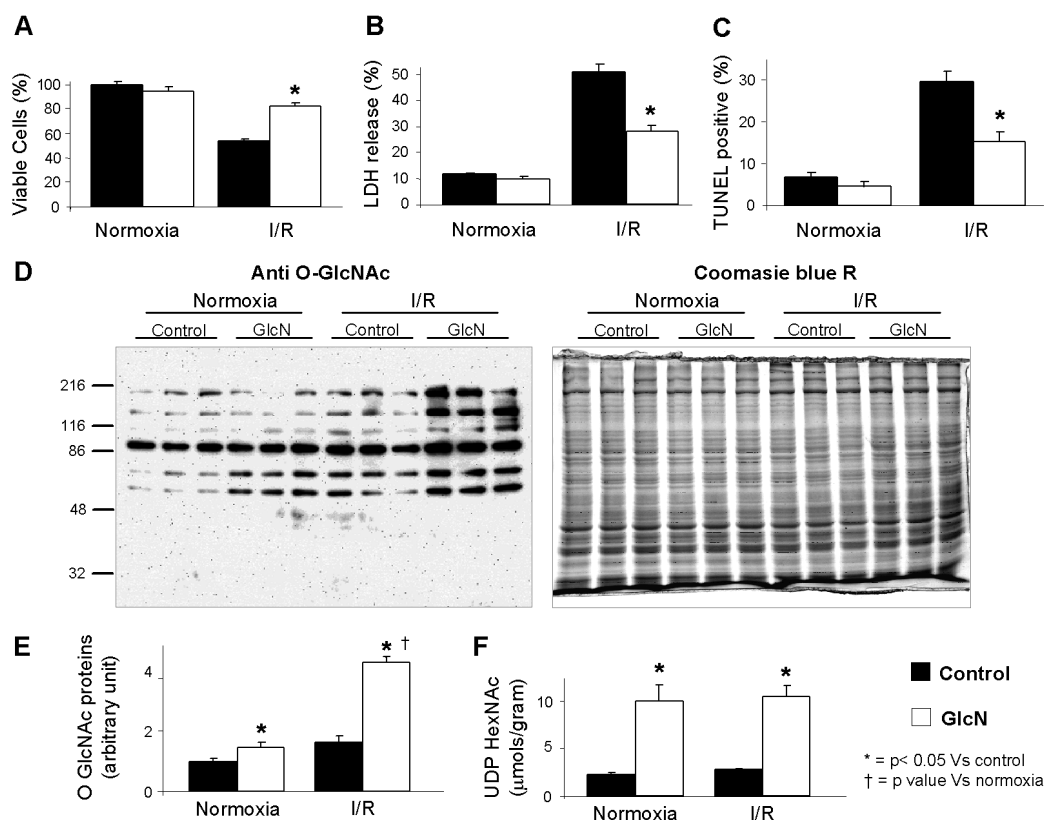 A
Viable Cells (%)
100
80
60
40
20
0
*
Normoxia
I/R
B
LDH release (%)
50
40
30
20
10
0
*
Normoxia
I/R
C
TUNEL positive (%)
30
20
10
0
*
Normoxia
I/R
D
Anti O-GlcNAc
Normoxia
I/R
Control
GlcN
Control
GlcN
216
116
86
48
32
Coomasie blue R
Normoxia
I/R
Control
GlcN
Control
GlcN
E
O GlcNAc proteins
(arbitrary unit)
4
2
0
*
* †
Normoxia
I/R
F
UDP HexNAc
(µmols/gram)
10
5
0
*
*
Normoxia
I/R
Control
GlcN
* = p< 0.05 Vs control
† = p value Vs normoxia